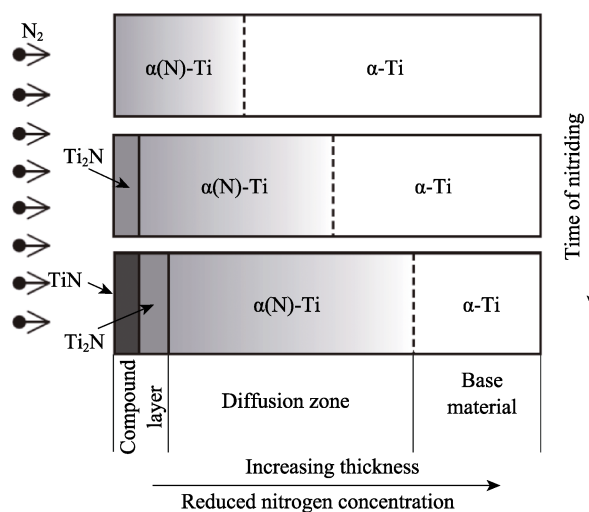 N₂
α(N)-Ti
α-Ti
Ti₂N
α(N)-Ti
α-Ti
TiN
α(N)-Ti
α-Ti
Ti₂N
Time of nitriding
Compound
layer
Diffusion zone
Base
material
Increasing thickness
Reduced nitrogen concentration